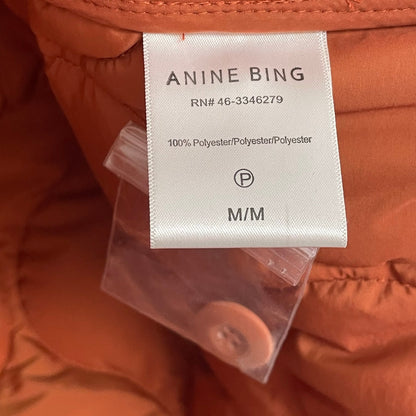 ANINE BING
RN# 46-3346279
100% Polyester/Polyester/Polyester
P
M/M